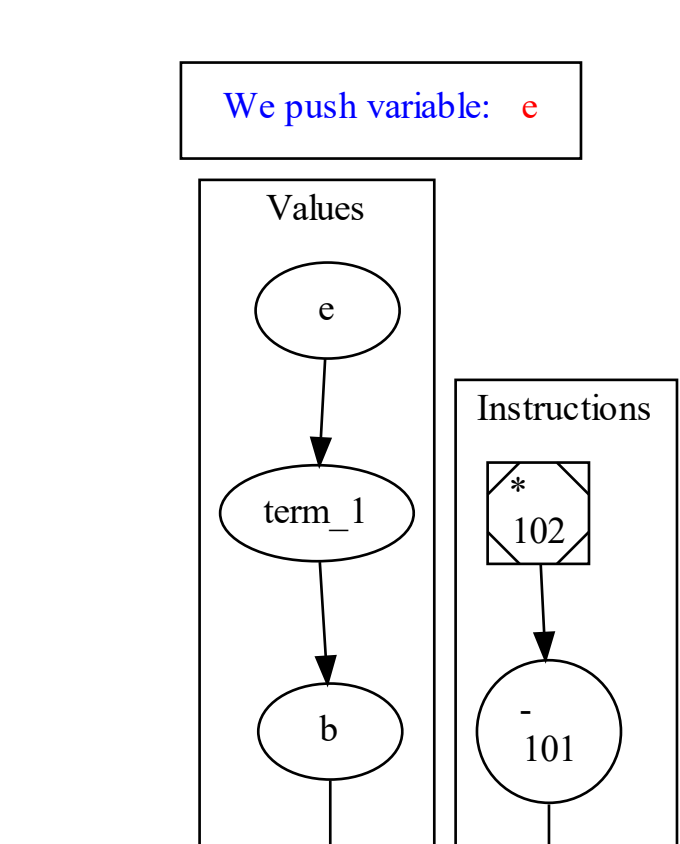 We push variable: e
Values
e
Instructions
*
102
term_1
b
-
101